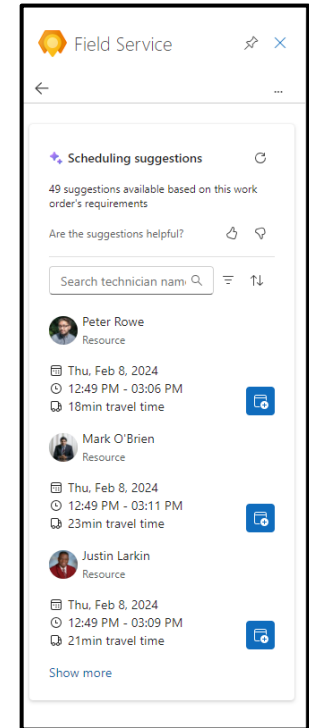 Field Service
...
Scheduling suggestions
49 suggestions available based on this work
order's requirements
Are the suggestions helpful?
Search technician nam
Peter Rowe
Resource
Thu, Feb 8, 2024
12:49 PM - 03:06 PM
18min travel time
Mark O'Brien
Resource
Thu, Feb 8, 2024
12:49 PM - 03:11 PM
23min travel time
Justin Larkin
Resource
Thu, Feb 8, 2024
12:49 PM - 03:09 PM
21min travel time
Show more